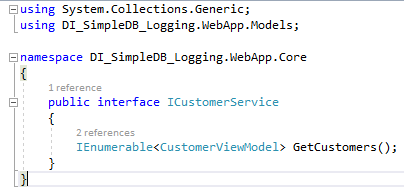 using System.Collections.Generic;
using DI_SimpleDB_Logging.WebApp.Models;
namespace DI_SimpleDB_Logging.WebApp.Core
{
1 reference
public interface ICustomerService
{
2 references
IEnumerable<CustomerViewModel> GetCustomers();
}
}